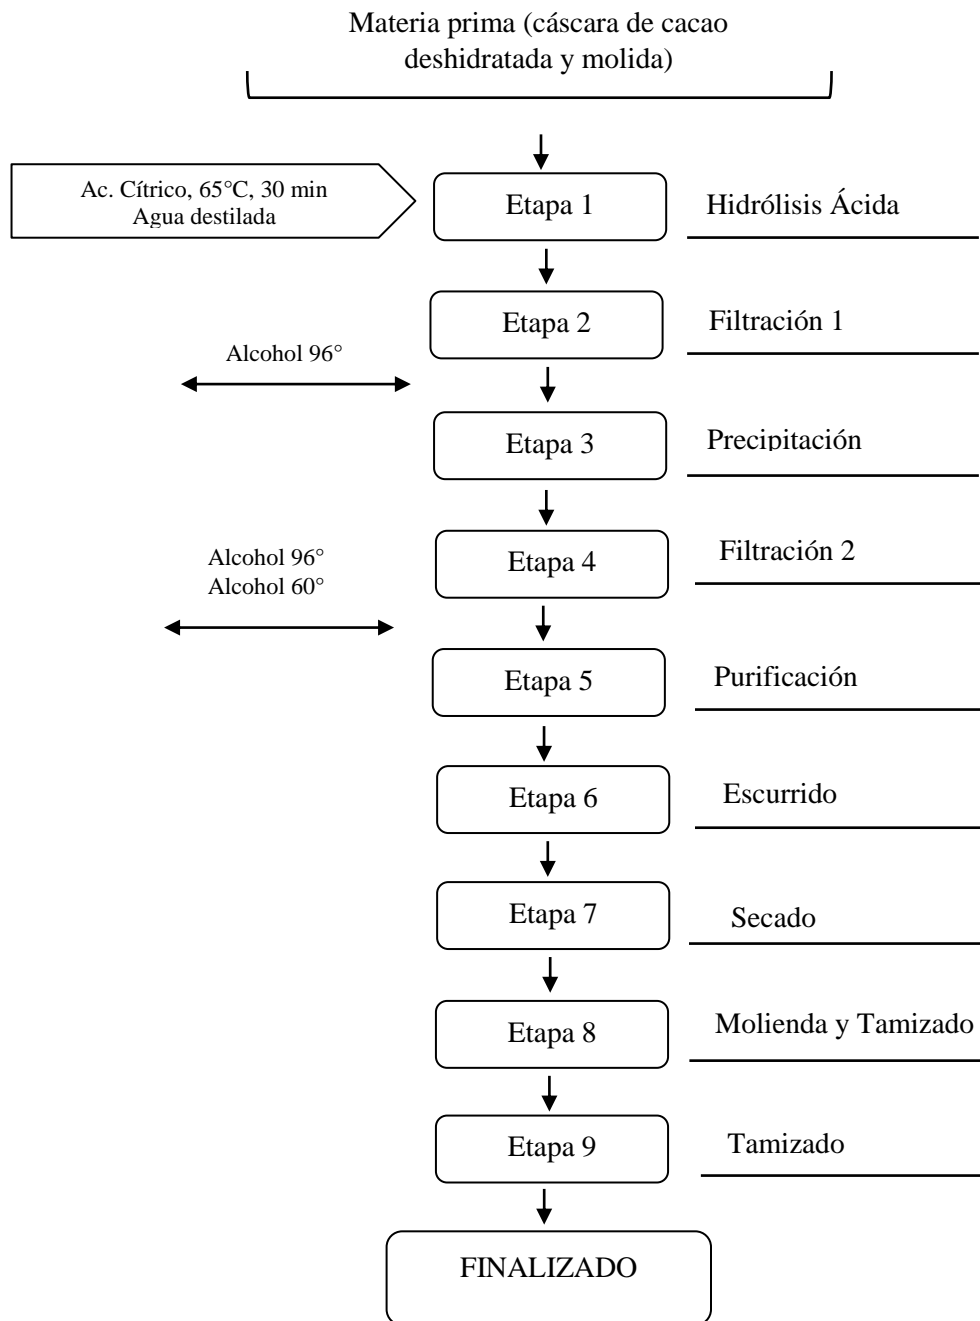 Materia prima (cáscara de cacao
deshidratada y molida)
Ac. Cítrico, 65°C, 30 min
Agua destilada
Etapa 1
Hidrólisis Ácida
Etapa 2
Filtración 1
Alcohol 96°
Etapa 3
Precipitación
Etapa 4
Filtración 2
Alcohol 96°
Alcohol 60°
Etapa 5
Purificación
Etapa 6
Escurrido
Etapa 7
Secado
Etapa 8
Molienda y Tamizado
Etapa 9
Tamizado
FINALIZADO